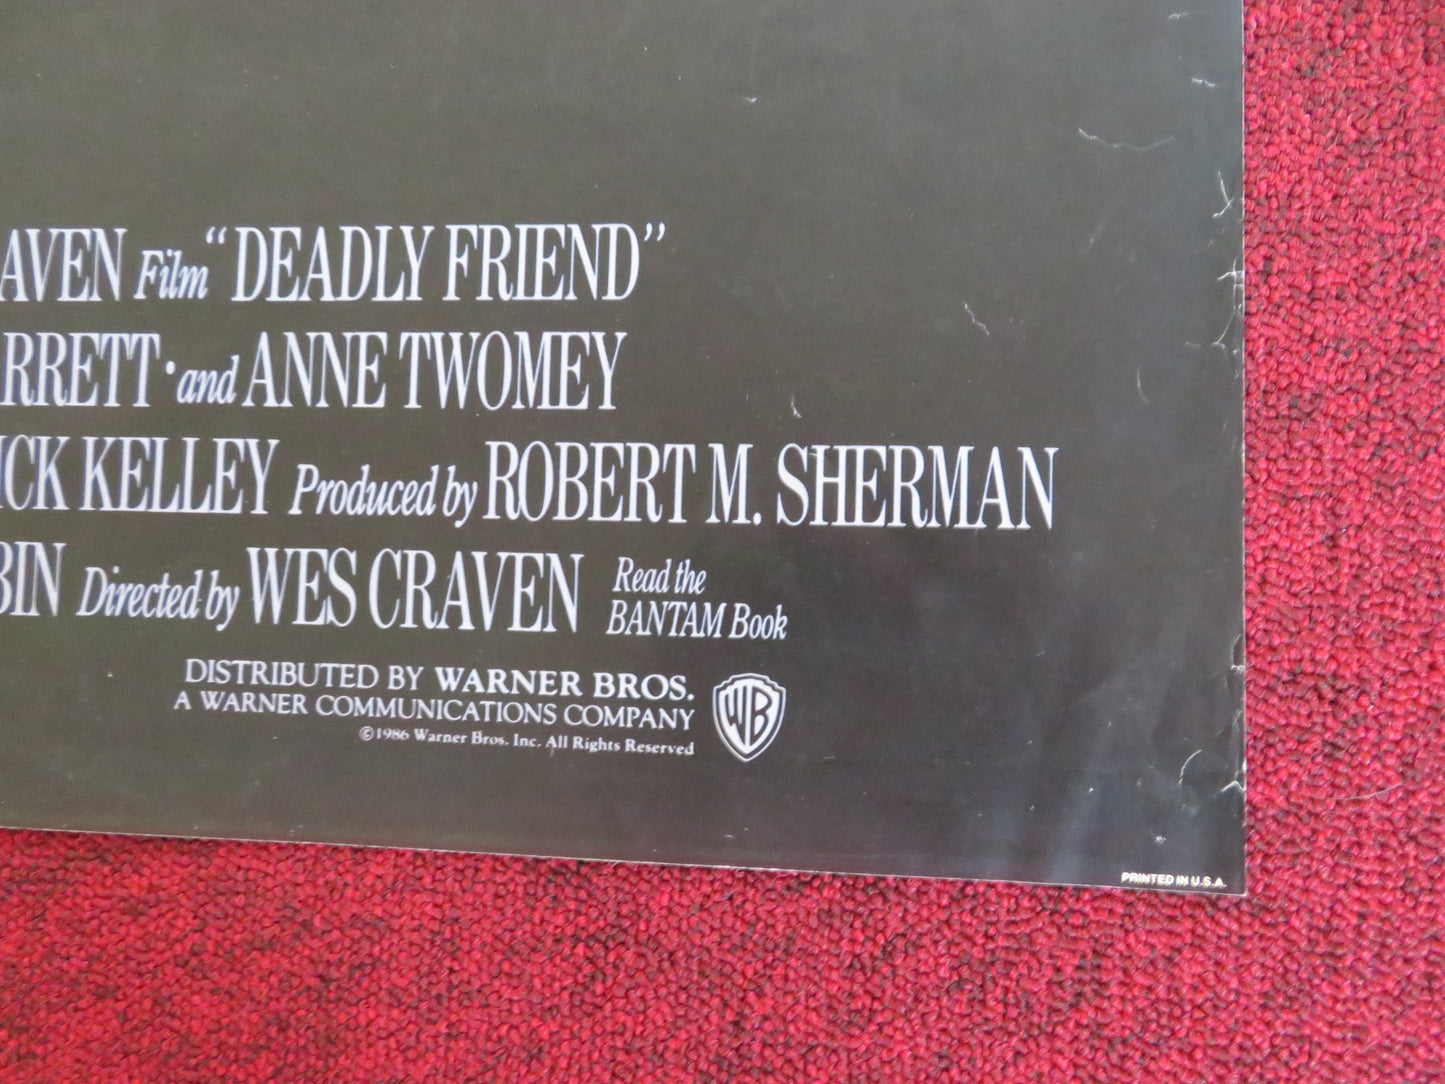 AVEN Film "DEADLY FRIEND"
RRETT • and ANNE TWOMEY
ICK KELLEY Produced by ROBERT M. SHERMAN
BIN Directed by WES CRAVEN Read the
BANTAM Book
DISTRIBUTED BY WARNER BROS.
A WARNER COMMUNICATIONS COMPANY
©1986 Warner Bros. Inc. All Rights Reserved
WB
PRINTED IN U.S.A.